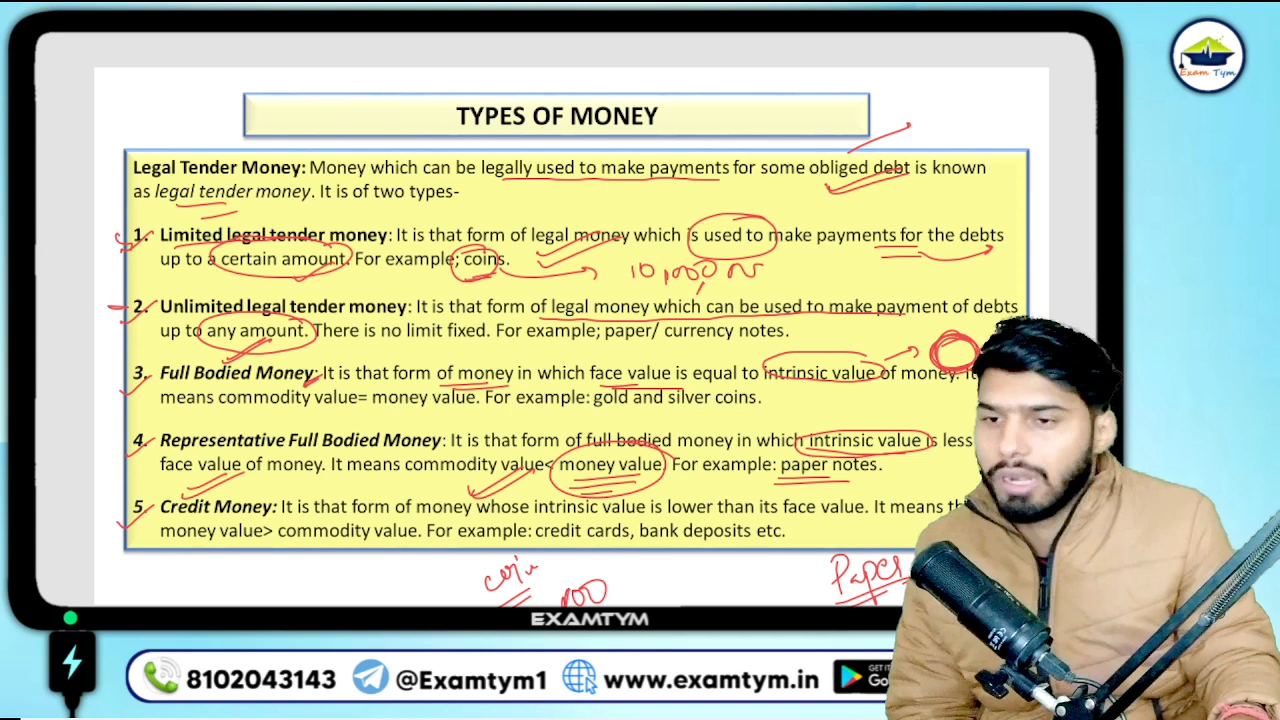 Exam Tym
TYPES OF MONEY
Legal Tender Money: Money which can be legally used to make payments for some obliged debt is known
as legal tender money. It is of two types-
1. Limited legal tender money: It is that form of legal money which is used to make payments for the debts
up to a certain amount. For example; coins.
2. Unlimited legal tender money: It is that form of legal money which can be used to make payment of debts
up to any amount. There is no limit fixed. For example; paper/ currency notes.
3. Full Bodied Money: It is that form of money in which face value is equal to intrinsic value of money. It
means commodity value= money value. For example: gold and silver coins.
4. Representative Full Bodied Money: It is that form of full bodied money in which intrinsic value is less
face value of money. It means commodity value< money value. For example: paper notes.
5. Credit Money: It is that form of money whose intrinsic value is lower than its face value. It means
money value> commodity value. For example: credit cards, bank deposits etc.
Paper
100
EXAMTYM
8102043143 @Examtym1 www.examtym.in GET IT